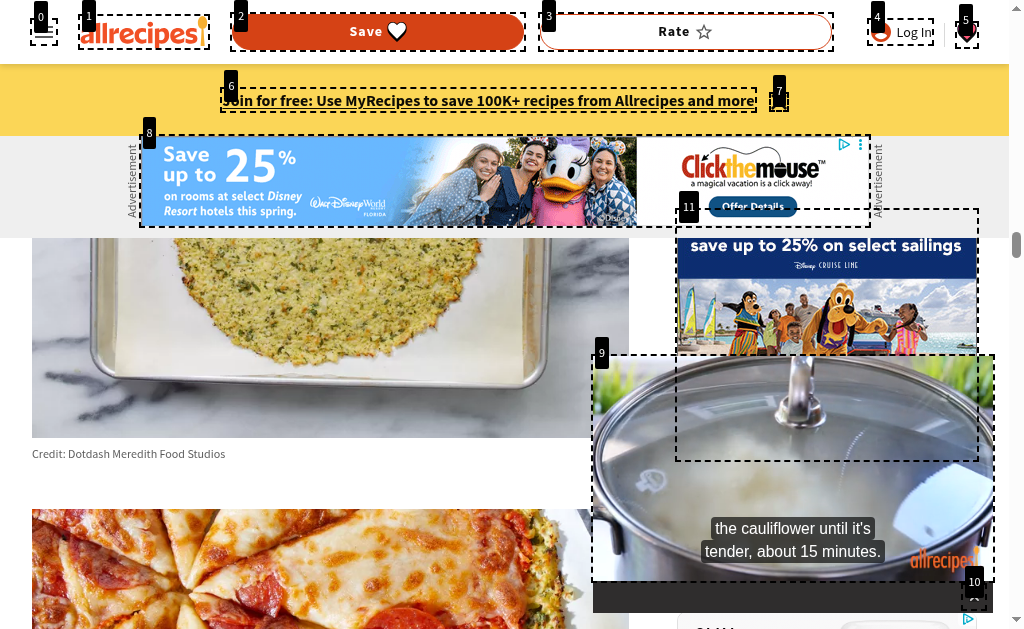 0
1
allrecipes
2
Save
3
Rate
4
Log In
5
6
Join for free: Use MyRecipes to save 100K+ recipes from Allrecipes and more
7
8
Advertisement
Save
up to 25%
on rooms at select Disney
Resort hotels this spring.
Walt Disney World
FLORIDA
©Disney
Clickthemouse™
a magical vacation is a click away!
Offer Details
Advertisement
11
save up to 25% on select sailings
Disney CRUISE LINE
9
Credit: Dotdash Meredith Food Studios
the cauliflower until it's
tender, about 15 minutes.
allrecipes
10